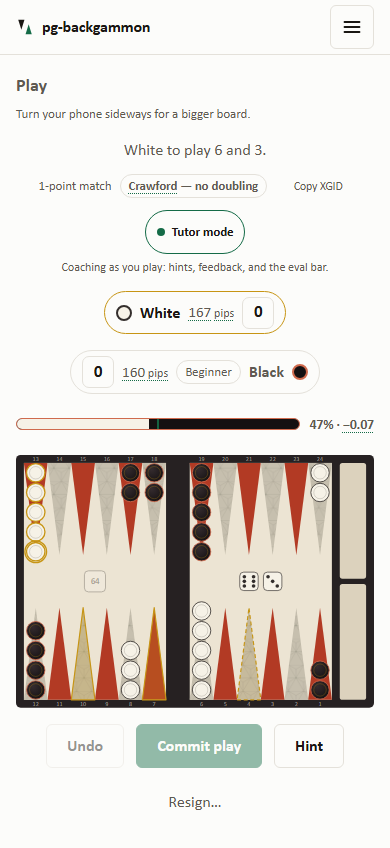 pg-backgammon
Play
Turn your phone sideways for a bigger board.
White to play 6 and 3.
1-point match Crawford — no doubling Copy XGID
Tutor mode
Coaching as you play: hints, feedback, and the eval bar.
White 167 pips 0
0 160 pips Beginner Black
47% · −0.07
13 14 15 16 17 18 19 20 21 22 23 24
64
12 11 10 9 8 7 6 5 4 3 2 1
Undo Commit play Hint
Resign...